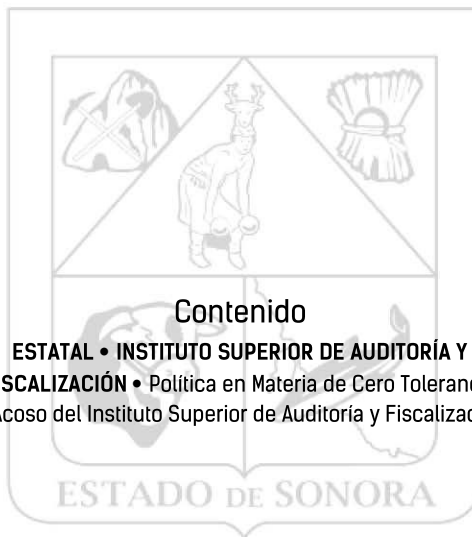 Contenido
ESTATAL • INSTITUTO SUPERIOR DE AUDITORÍA Y
SCALIZACIÓN • Política en Materia de Cero Toleranc
coso del Instituto Superior de Auditoría y Fiscalizac
ESTADO DE SONORA